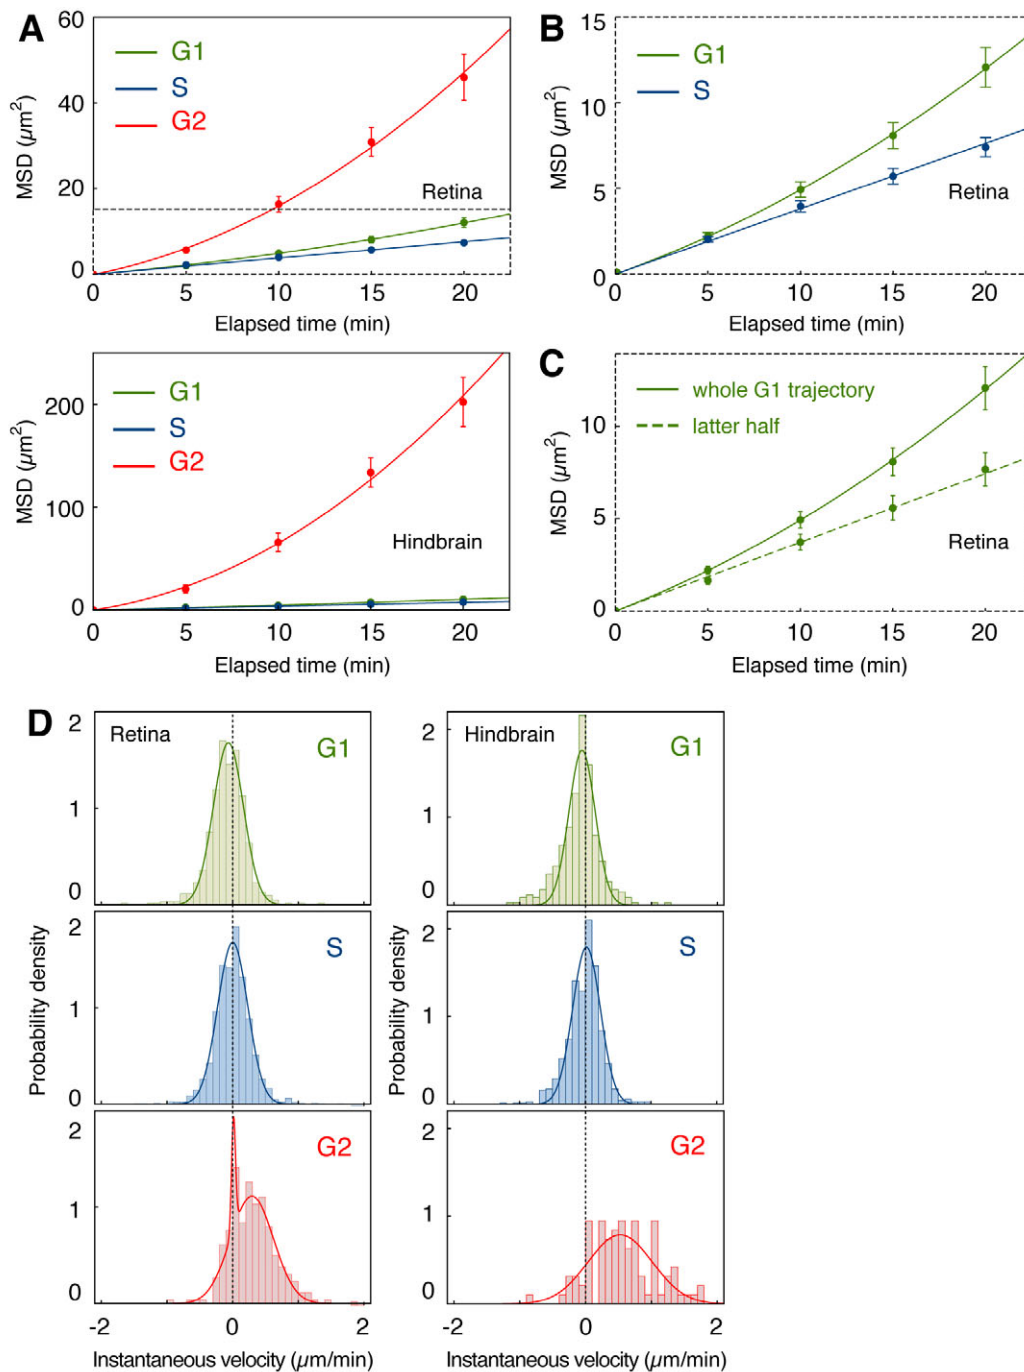 A
G1
S
G2
MSD (µm²)
60
40
20
0
Retina
0 5 10 15 20
Elapsed time (min)
B
G1
S
MSD (µm²)
15
10
5
0
Retina
0 5 10 15 20
Elapsed time (min)
G1
S
G2
MSD (µm²)
200
100
0
Hindbrain
0 5 10 15 20
Elapsed time (min)
C
whole G1 trajectory
latter half
MSD (µm²)
10
5
0
Retina
0 5 10 15 20
Elapsed time (min)
D
Retina
G1
2
1
0
S
2
1
0
G2
2
1
0
Probability density
-2 0 2
Instantaneous velocity (µm/min)
Hindbrain
G1
2
1
0
S
2
1
0
G2
2
1
0
Probability density
-2 0 2
Instantaneous velocity (µm/min)